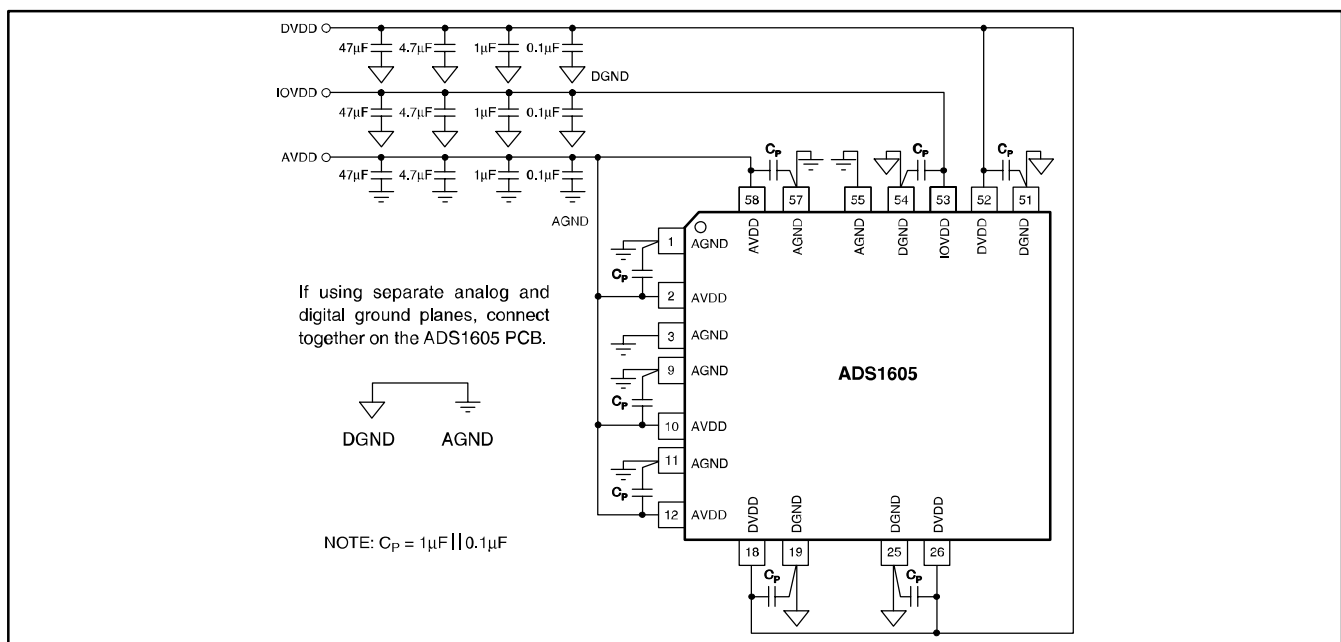 DVDD
47μF 4.7μF 1μF 0.1μF
DGND
IOVDD
47μF 4.7μF 1μF 0.1μF
AVDD
47μF 4.7μF 1μF 0.1μF
AGND
CP CP CP
58 57 55 54 53 52 51
AVDD AGND AGND DGND IOVDD DVDD DGND
1 AGND
CP
2 AVDD
If using separate analog and
digital ground planes, connect
together on the ADS1605 PCB.
3 AGND
9 AGND
ADS1605
CP
10 AVDD
DGND AGND
11 AGND
CP
12 AVDD
DVDD DGND DGND DVDD
NOTE: CP = 1μF||0.1μF
18 19 25 26
CP CP